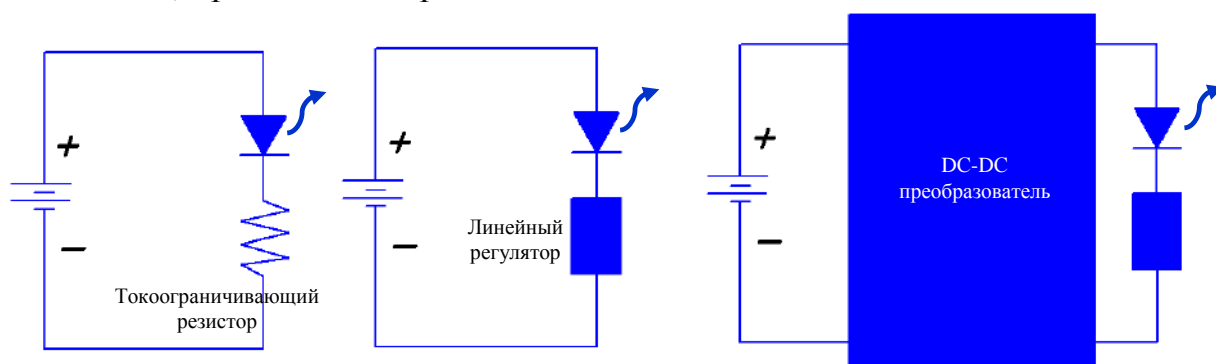 +
−
Токоограничивающий
резистор
+
−
Линейный
регулятор
+
−
DC-DC
преобразователь